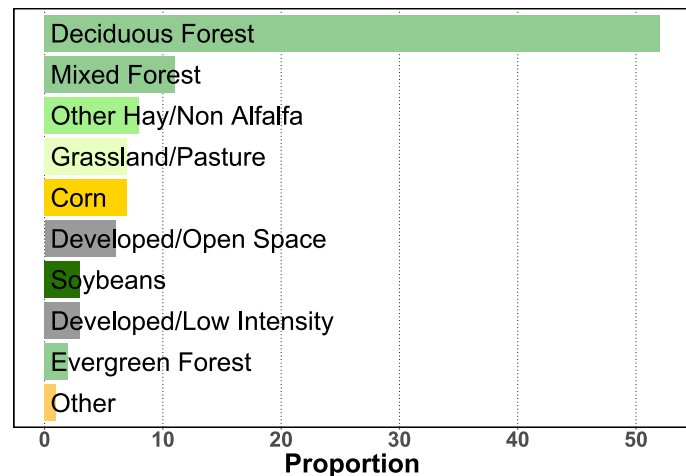 Deciduous Forest
Mixed Forest
Other Hay/Non Alfalfa
Grassland/Pasture
Corn
Developed/Open Space
Soybeans
Developed/Low Intensity
Evergreen Forest
Other
0 10 20 30 40 50
Proportion